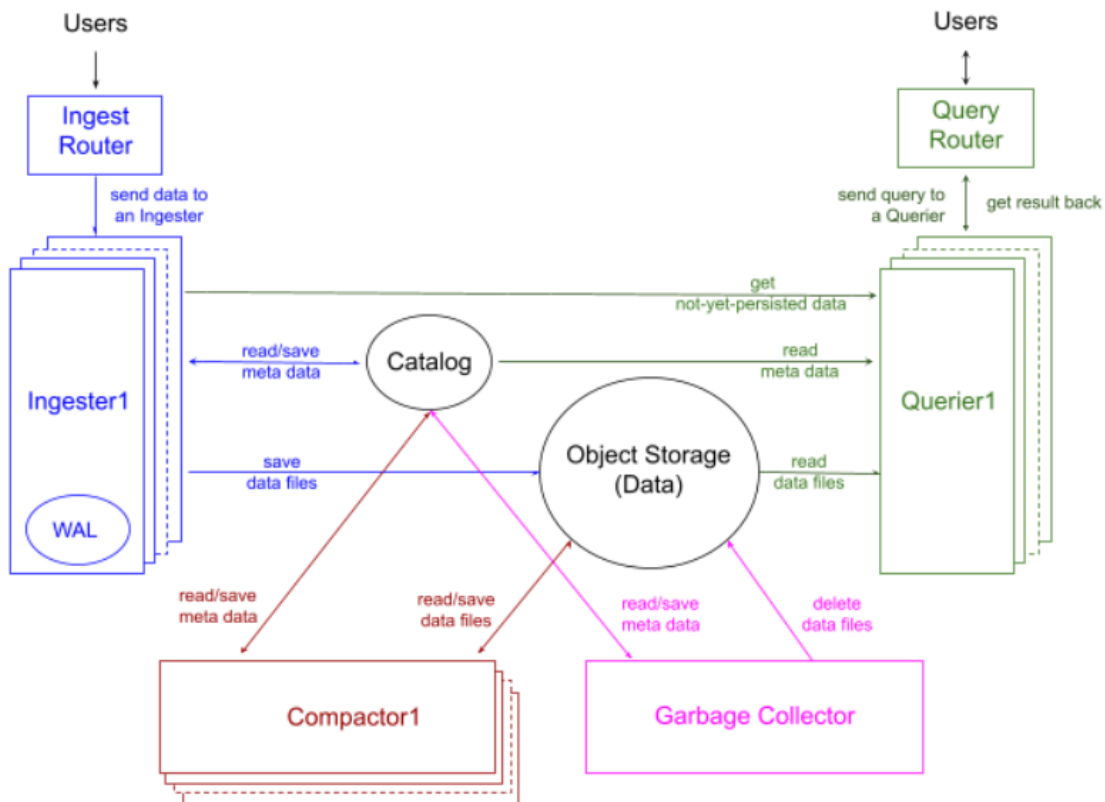 Users
Users
Ingest
Router
Query
Router
send data to
an Ingester
send query to
a Querier
get result back
get
not-yet-persisted data
read/save
meta data
Catalog
read
meta data
Ingester1
Querier1
Object Storage
(Data)
save
data files
read
data files
WAL
read/save
meta data
read/save
data files
read/save
meta data
delete
data files
Compactor1
Garbage Collector